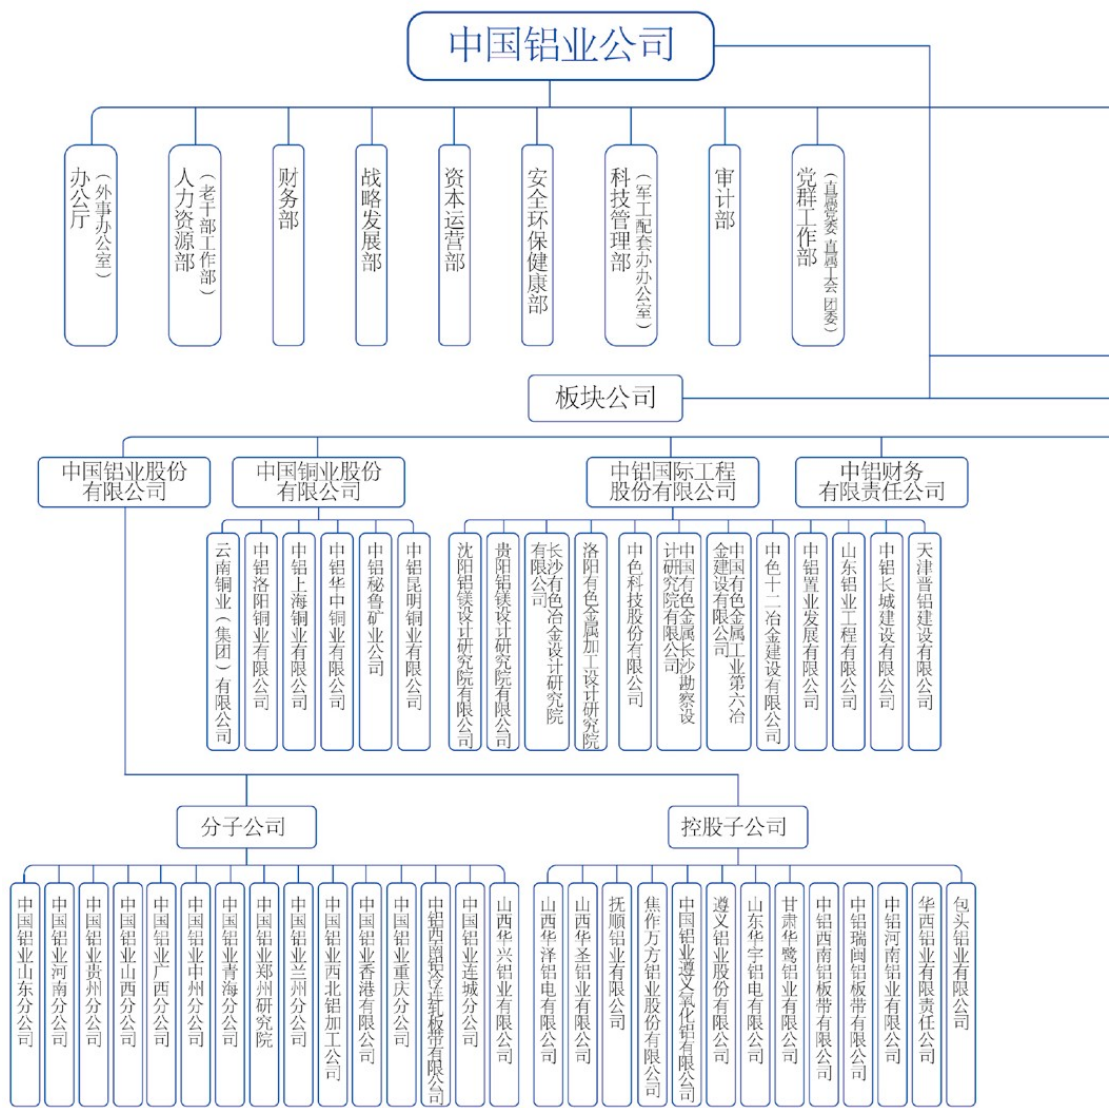 中国铝业公司
办公厅
（外事办公室）
人力资源部
（老干部工作部）
财务部
战略发展部
资本运营部
安全环保健康部
科技管理部
（军工配套办办公室）
审计部
党群工作部
（直属党委 直属工会 团委）
板块公司
中国铝业股份
有限公司
中国铜业股份
有限公司
中铝国际工程
股份有限公司
中铝财务
有限责任公司
云南铜业（集团）有限公司
中铝洛阳铜业有限公司
中铝上海铜业有限公司
中铝华中铜业有限公司
中铝秘鲁矿业公司
中铝昆明铜业有限公司
沈阳铝镁设计研究院有限公司
贵阳铝镁设计研究院有限公司
长沙有色冶金设计研究院
有限公司
洛阳有色金属加工设计研究院
中色科技股份有限公司
中国有色金属长沙勘察设
计研究院有限公司
中国有色金属工业第六冶
金建设有限公司
中色十二冶金建设有限公司
中铝置业发展有限公司
山东铝业工程有限公司
中铝长城建设有限公司
天津晋铝建设有限公司
分子公司
控股子公司
中国铝业山东分公司
中国铝业河南分公司
中国铝业贵州分公司
中国铝业山西分公司
中国铝业广西分公司
中国铝业中州分公司
中国铝业青海分公司
中国铝业郑州研究院
中国铝业兰州分公司
中国铝业西北铝加工公司
中国铝业香港有限公司
中国铝业重庆分公司
中铝西南铝冷连轧板带有限公司
中国铝业连城分公司
山西华兴铝业有限公司
山西华泽铝电有限公司
山西华圣铝业有限公司
抚顺铝业有限公司
焦作万方铝业股份有限公司
中国铝业遵义氧化铝有限公司
遵义铝业股份有限公司
山东华宇铝电有限公司
甘肃华鹭铝业有限公司
中铝西南铝板带有限公司
中铝瑞闽铝板带有限公司
中铝河南铝业有限公司
华西铝业有限责任公司
包头铝业有限公司